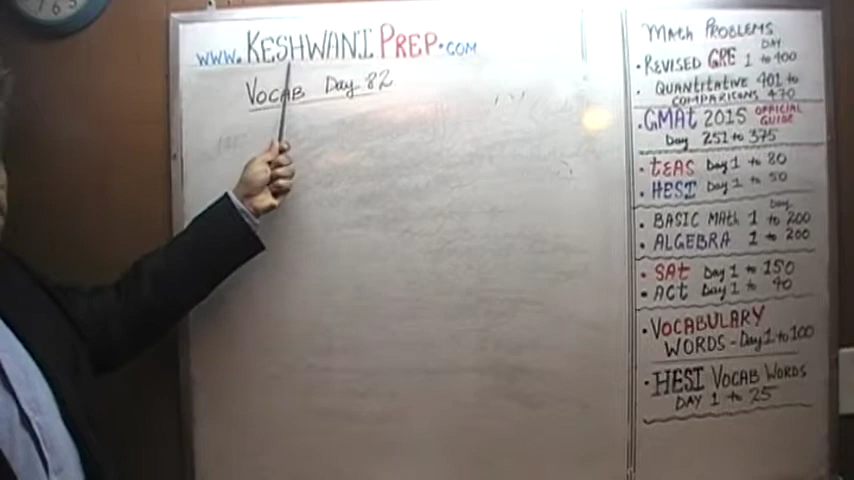 www.KESHWANI PREP.com
VOCAB Day 82
MATH PROBLEMS
• REVISED GRE DAY 1 to 400
• QUANTITATIVE 401 to
COMPARISONS 470
• GMAt 2015 OFFICIAL GUIDE
Day 251 to 375
• tEAS Day 1 to 80
• HESI Day 1 to 50
Day
• BASIC MAth 1 to 200
• ALGEBRA 1 to 200
• SAt Day 1 to 150
• ACt Day 1 to 90
• VOCABULARY
WORDS - Day 1 to 100
• HESI VOCAB WORDS
DAY 1 to 25